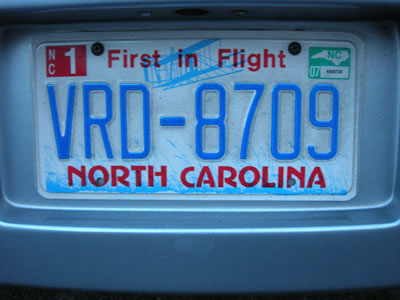 NC 1 First in Flight NC
07
VRD-8709
NORTH CAROLINA